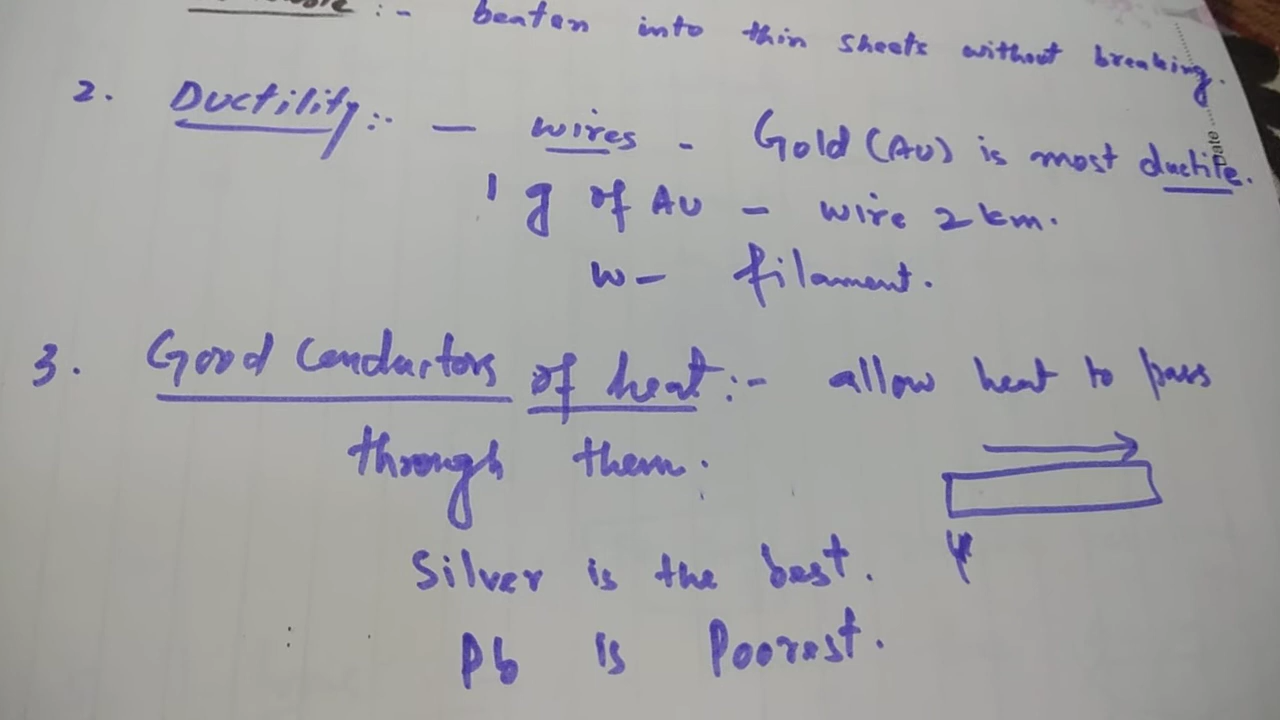 :- beaten into thin sheets without breaking.
2. Ductility:- — wires - Gold (Au) is most ductile.
1 g of Au - wire 2 km.
W- filament.
3. Good Conductors of heat:- allow heat to pass
through them.
Silver is the best.
Pb is Poorest.
Date